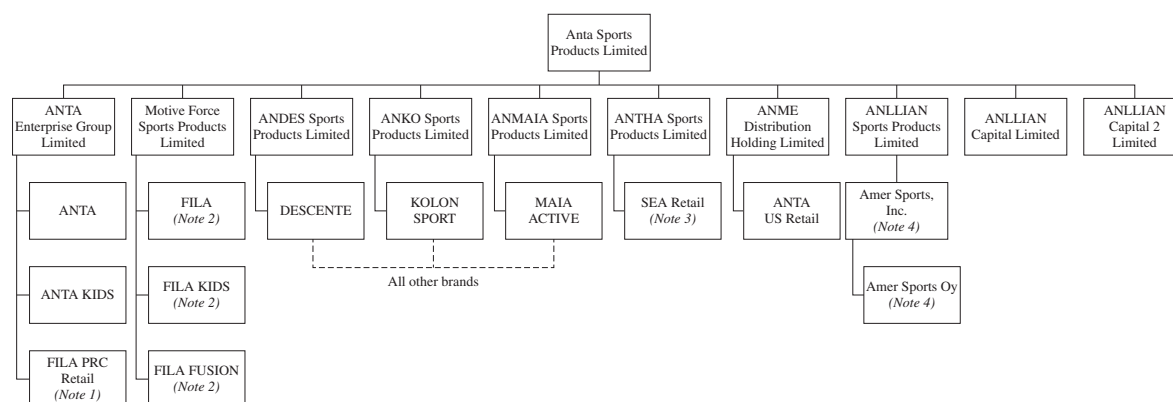 Anta Sports
Products Limited
ANTA
Enterprise Group
Limited
Motive Force
Sports Products
Limited
ANDES Sports
Products Limited
ANKO Sports
Products Limited
ANMAIA Sports
Products Limited
ANTHA Sports
Products Limited
ANME
Distribution
Holding Limited
ANLLIAN
Sports Products
Limited
ANLLIAN
Capital Limited
ANLLIAN
Capital 2
Limited
ANTA
FILA
(Note 2)
DESCENTE
KOLON
SPORT
MAIA
ACTIVE
SEA Retail
(Note 3)
ANTA
US Retail
Amer Sports,
Inc.
(Note 4)
All other brands
ANTA KIDS
FILA KIDS
(Note 2)
Amer Sports Oy
(Note 4)
FILA PRC
Retail
(Note 1)
FILA FUSION
(Note 2)